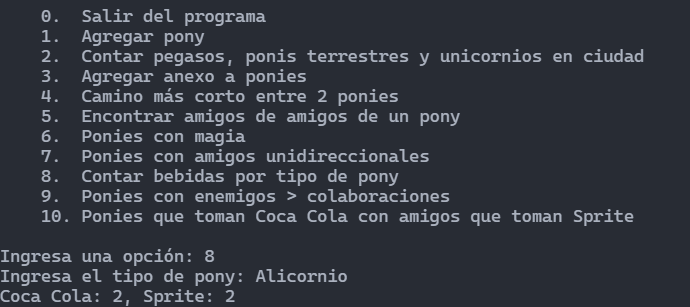 0. Salir del programa
1. Agregar pony
2. Contar pegasos, ponis terrestres y unicornios en ciudad
3. Agregar anexo a ponies
4. Camino más corto entre 2 ponies
5. Encontrar amigos de amigos de un pony
6. Ponies con magia
7. Ponies con amigos unidireccionales
8. Contar bebidas por tipo de pony
9. Ponies con enemigos > colaboraciones
10. Ponies que toman Coca Cola con amigos que toman Sprite
Ingresa una opción: 8
Ingresa el tipo de pony: Alicornio
Coca Cola: 2, Sprite: 2